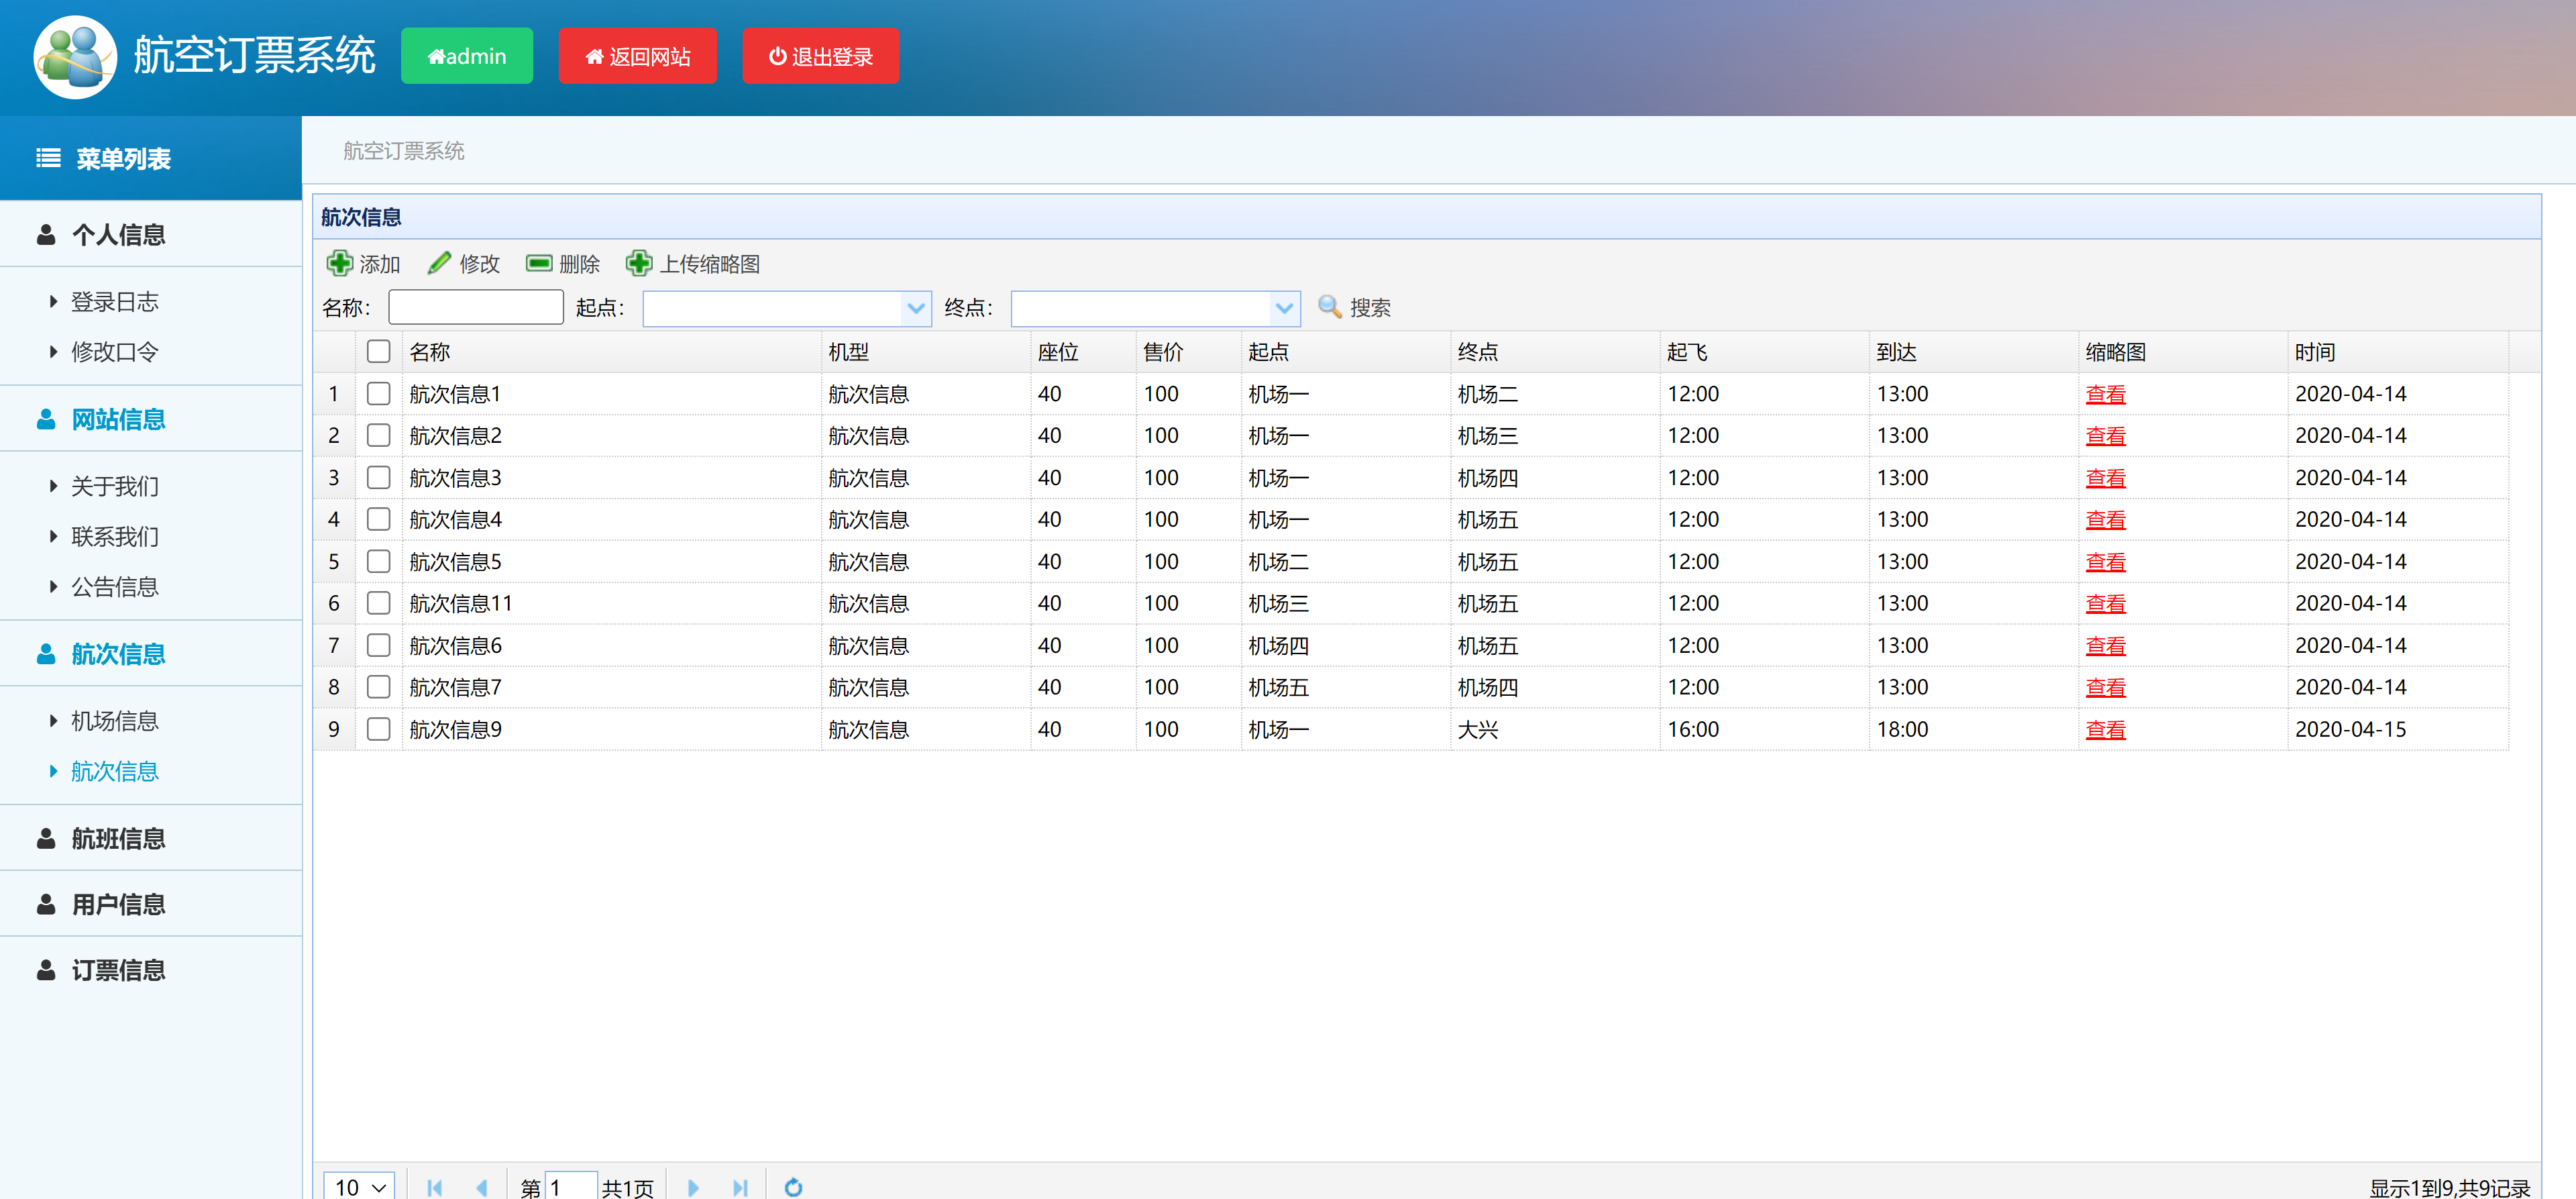 航空订票系统 admin 返回网站 退出登录
菜单列表
个人信息
登录日志
修改口令
网站信息
关于我们
联系我们
公告信息
航次信息
机场信息
航次信息
航班信息
用户信息
订票信息
航空订票系统
航次信息
添加 修改 删除 上传缩略图
名称： 起点： 终点： 搜索
名称 机型 座位 售价 起点 终点 起飞 到达 缩略图 时间
1 航次信息1 航次信息 40 100 机场一 机场二 12:00 13:00 查看 2020-04-14
2 航次信息2 航次信息 40 100 机场一 机场三 12:00 13:00 查看 2020-04-14
3 航次信息3 航次信息 40 100 机场一 机场四 12:00 13:00 查看 2020-04-14
4 航次信息4 航次信息 40 100 机场一 机场五 12:00 13:00 查看 2020-04-14
5 航次信息5 航次信息 40 100 机场二 机场五 12:00 13:00 查看 2020-04-14
6 航次信息11 航次信息 40 100 机场三 机场五 12:00 13:00 查看 2020-04-14
7 航次信息6 航次信息 40 100 机场四 机场五 12:00 13:00 查看 2020-04-14
8 航次信息7 航次信息 40 100 机场五 机场四 12:00 13:00 查看 2020-04-14
9 航次信息9 航次信息 40 100 机场一 大兴 16:00 18:00 查看 2020-04-15
10 第 1 共1页 显示1到9,共9记录